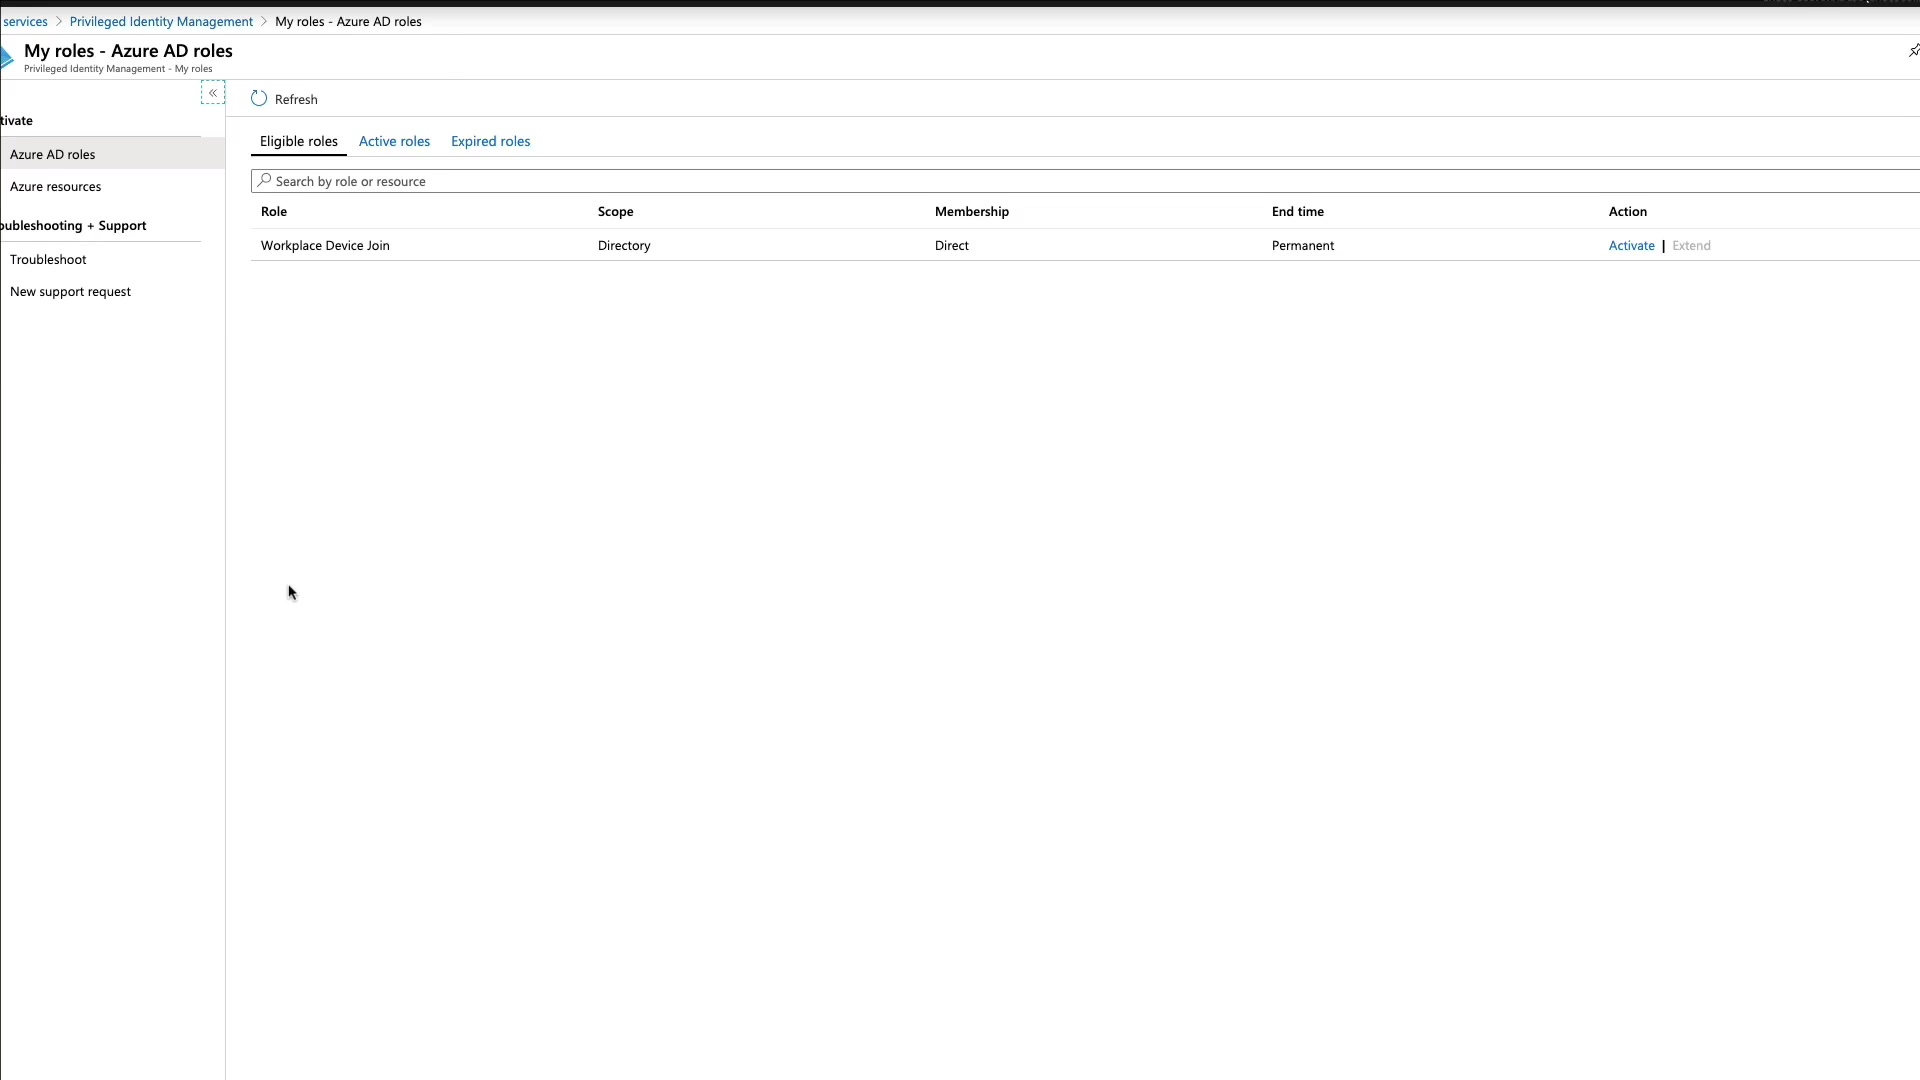 services > Privileged Identity Management > My roles - Azure AD roles
My roles - Azure AD roles
Privileged Identity Management - My roles
«
Refresh
tivate
Azure AD roles
Azure resources
oubleshooting + Support
Troubleshoot
New support request
Eligible roles Active roles Expired roles
Search by role or resource
Role Scope Membership End time Action
Workplace Device Join Directory Direct Permanent Activate | Extend